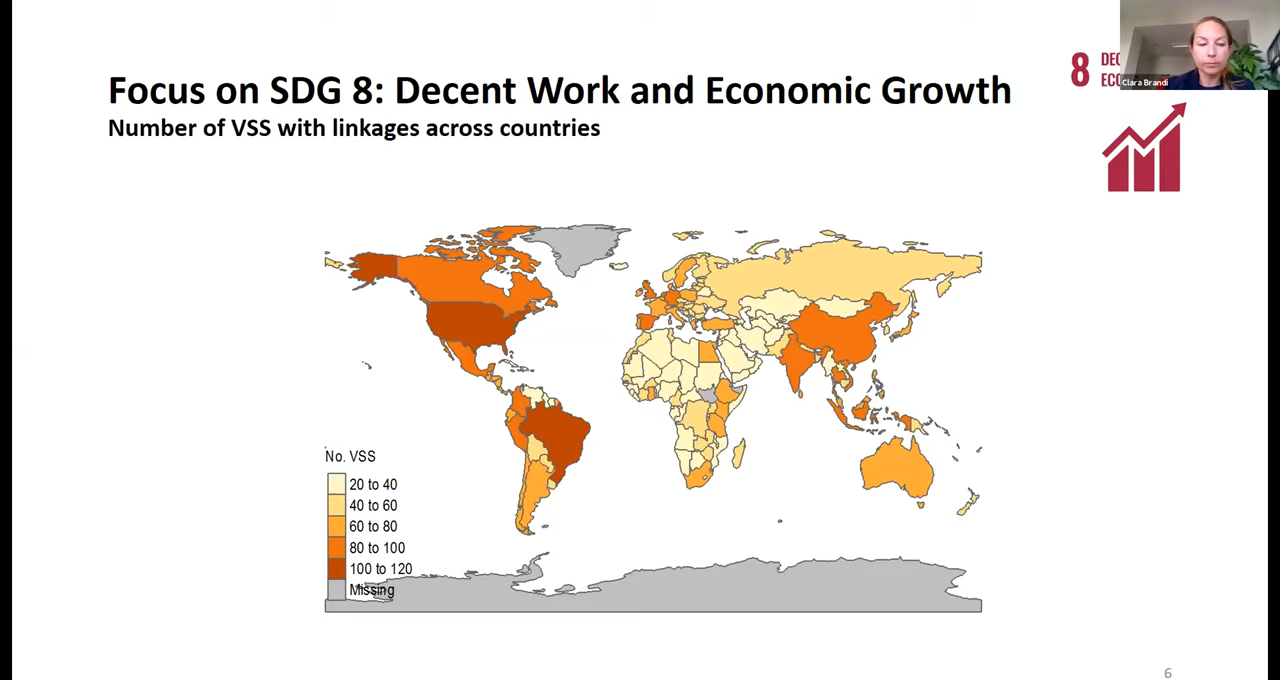 Focus on SDG 8: Decent Work and Economic Growth
Number of VSS with linkages across countries
8 DEC
ECO
Clara Brandi
No. VSS
20 to 40
40 to 60
60 to 80
80 to 100
100 to 120
Missing
6